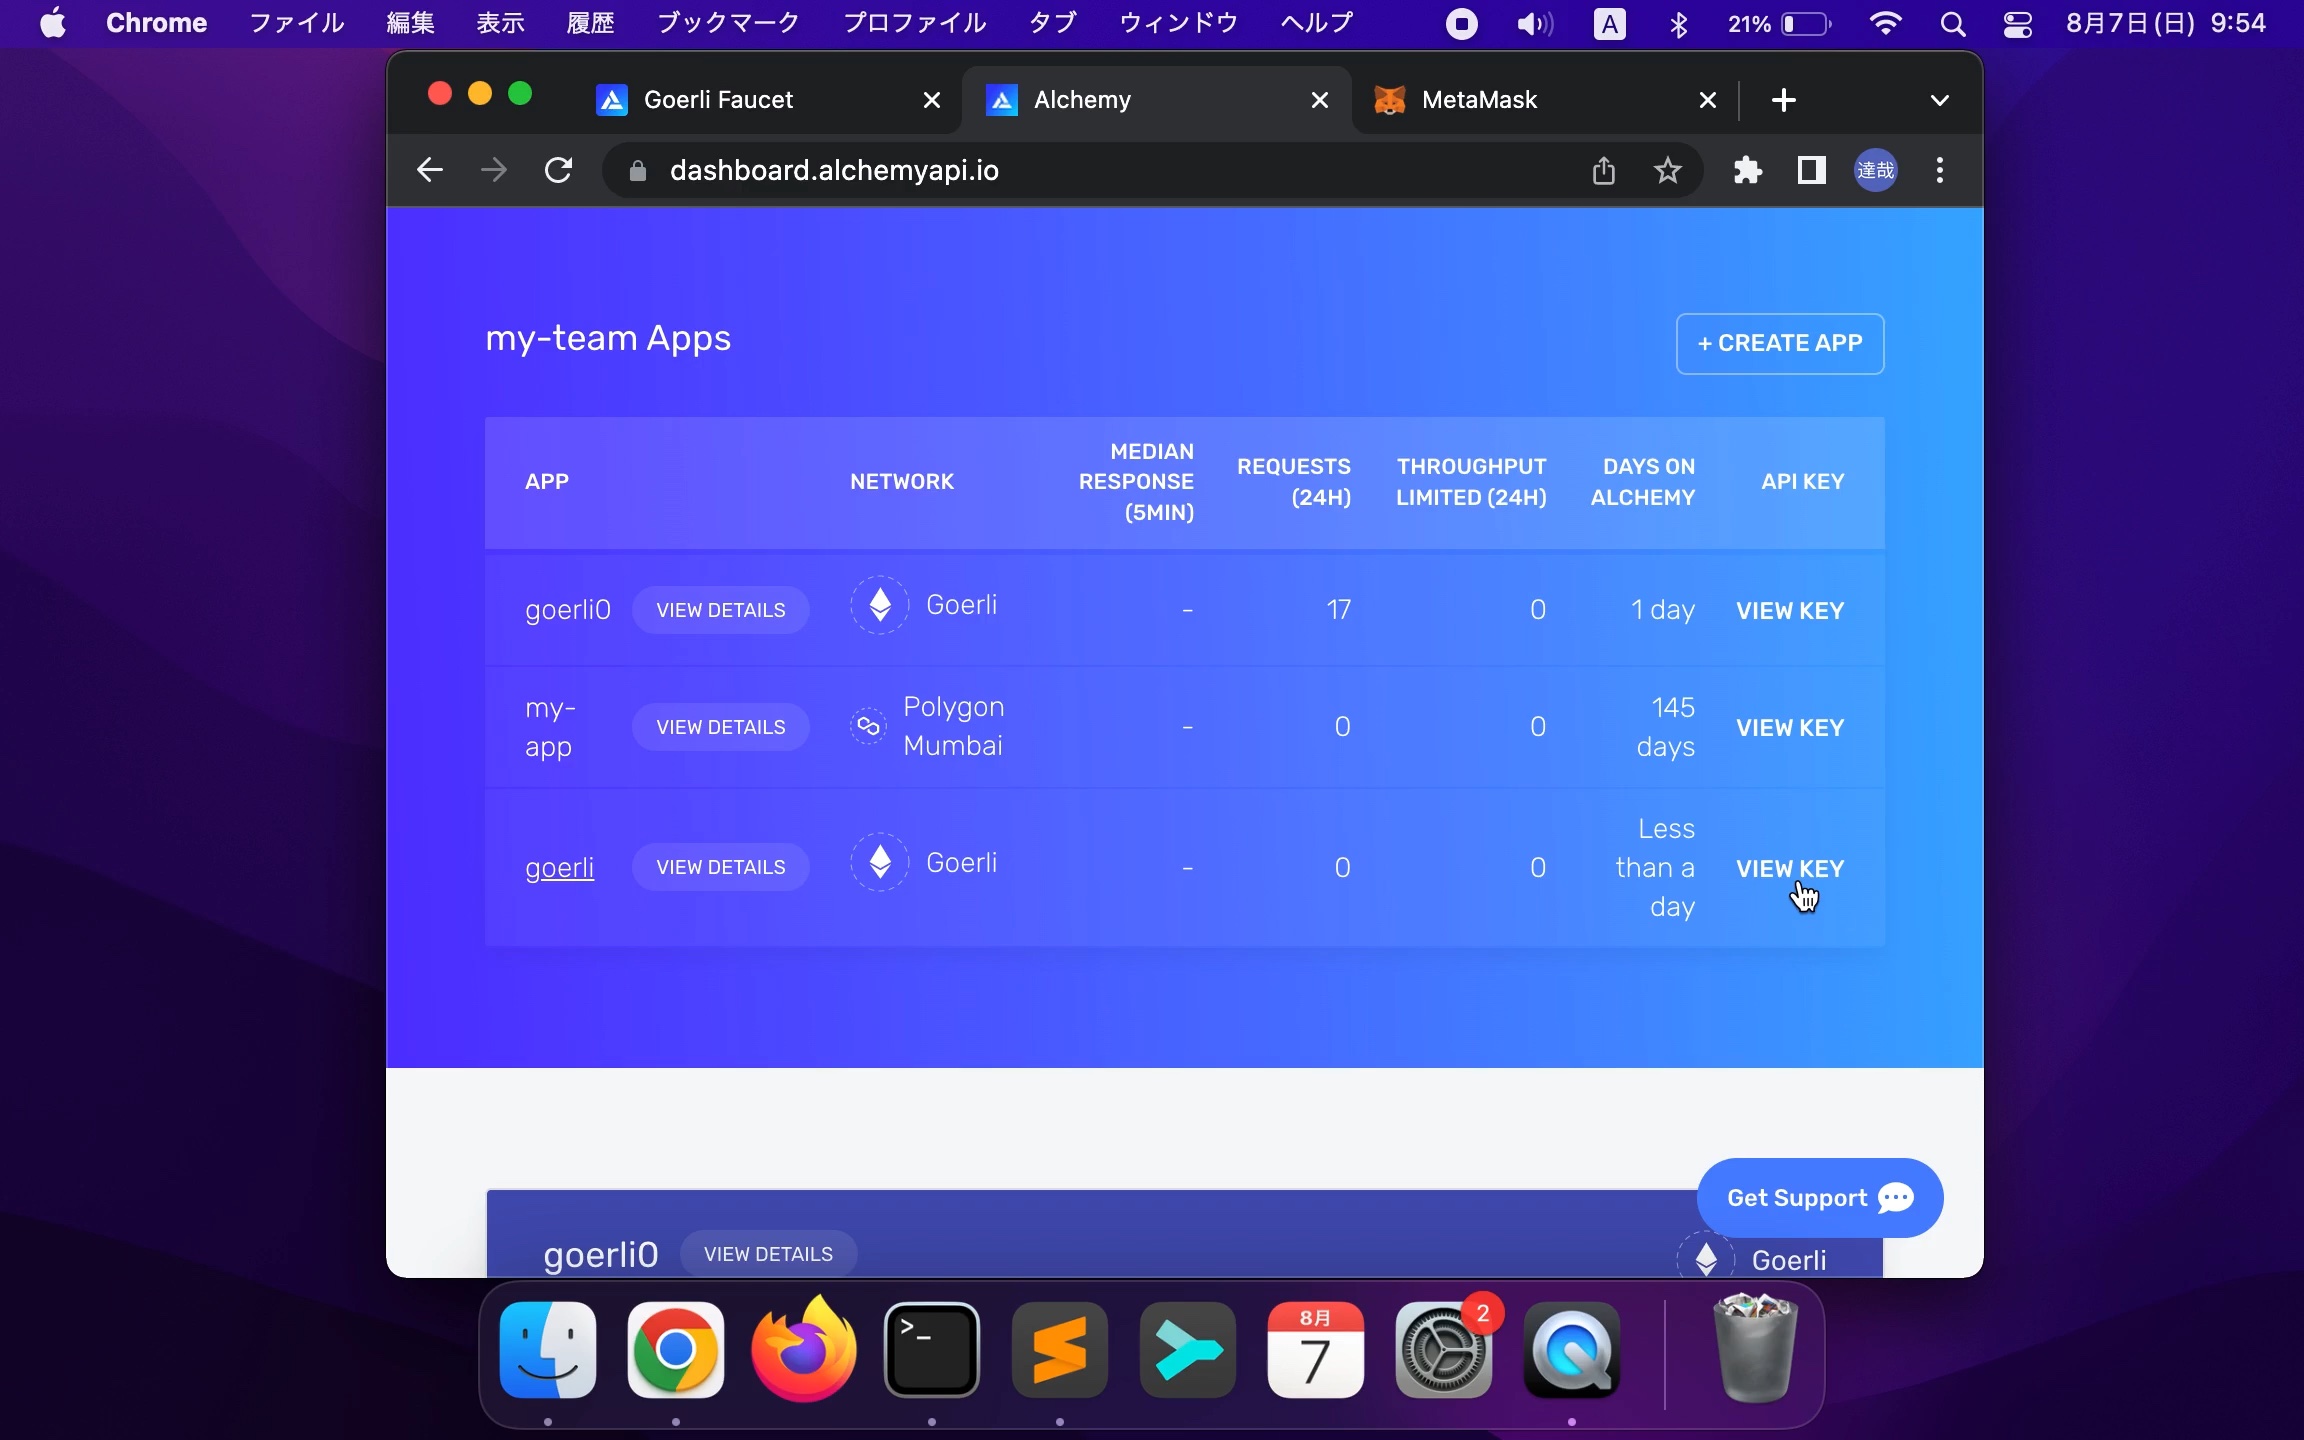 Chrome ファイル 編集 表示 履歴 ブックマーク プロファイル タブ ウィンドウ ヘルプ A 21% 8月7日(日) 9:54
Goerli Faucet Alchemy MetaMask
dashboard.alchemyapi.io 達哉
my-team Apps
+ CREATE APP
APP NETWORK MEDIAN RESPONSE (5MIN) REQUESTS (24H) THROUGHPUT LIMITED (24H) DAYS ON ALCHEMY API KEY
goerli0 VIEW DETAILS Goerli - 17 0 1 day VIEW KEY
my-app VIEW DETAILS Polygon Mumbai - 0 0 145 days VIEW KEY
goerli VIEW DETAILS Goerli - 0 0 Less than a day VIEW KEY
Get Support
goerli0 VIEW DETAILS Goerli
>_
8月
7
2